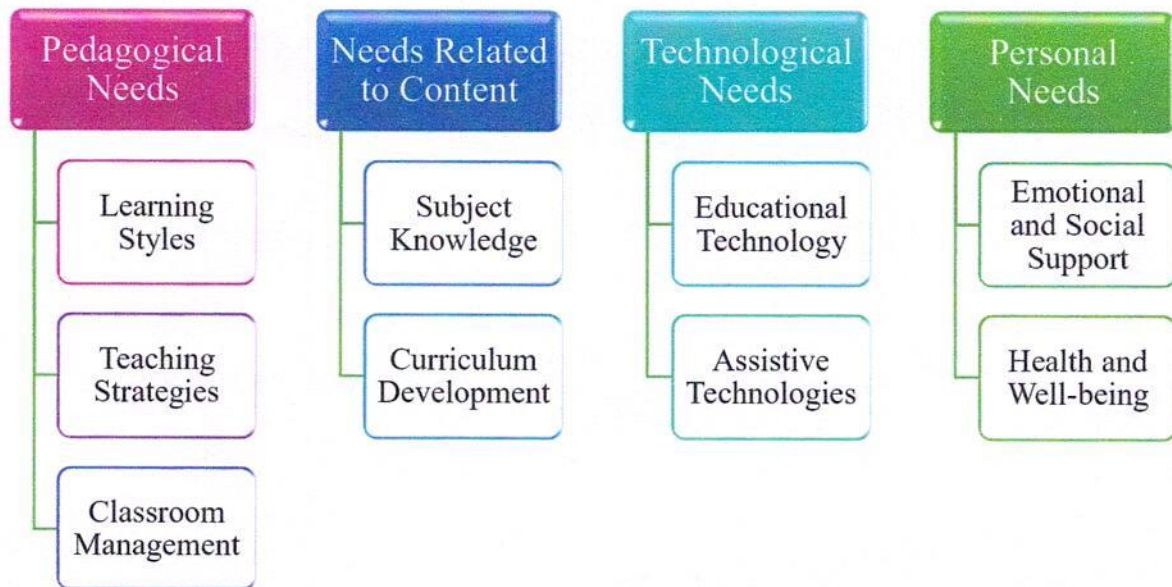 Pedagogical
Needs
Learning
Styles
Teaching
Strategies
Classroom
Management
Needs Related
to Content
Subject
Knowledge
Curriculum
Development
Technological
Needs
Educational
Technology
Assistive
Technologies
Personal
Needs
Emotional
and Social
Support
Health and
Well-being